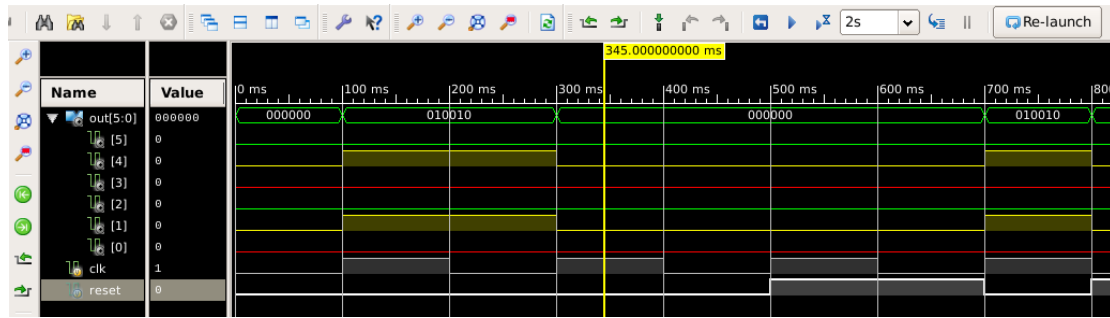 2s Re-launch
345.000000000 ms
Name Value 0 ms 100 ms 200 ms 300 ms 400 ms 500 ms 600 ms 700 ms 80
out[5:0] 000000 000000 010010 000000 010010
[5] 0
[4] 0
[3] 0
[2] 0
[1] 0
[0] 0
clk 1
reset 0